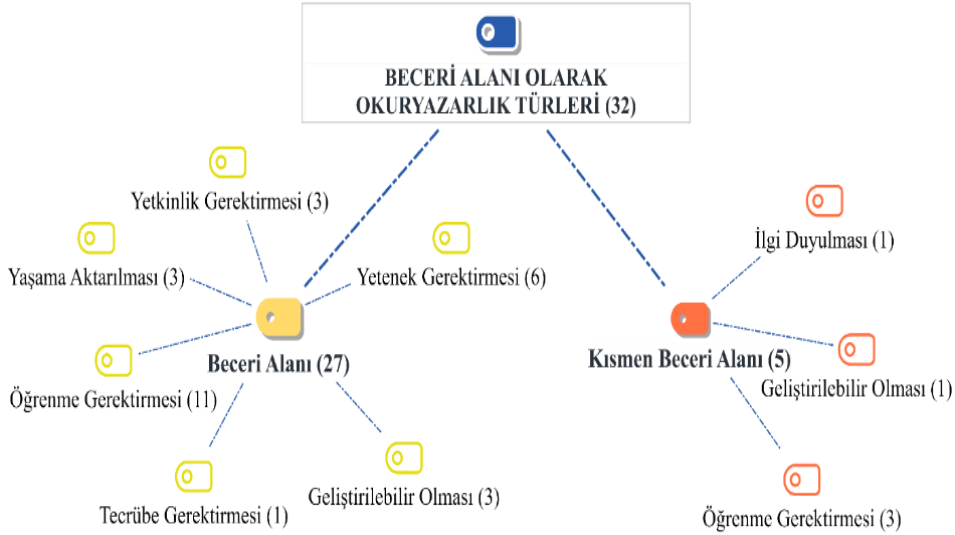 BECERİ ALANI OLARAK
OKURYAZARLIK TÜRLERİ (32)
Yetkinlik Gerektirmesi (3)
Yaşama Aktarılması (3)
Yetenek Gerektirmesi (6)
Beceri Alanı (27)
Öğrenme Gerektirmesi (11)
Tecrübe Gerektirmesi (1)
Geliştirilebilir Olması (3)
İlgi Duyulması (1)
Kısmen Beceri Alanı (5)
Geliştirilebilir Olması (1)
Öğrenme Gerektirmesi (3)